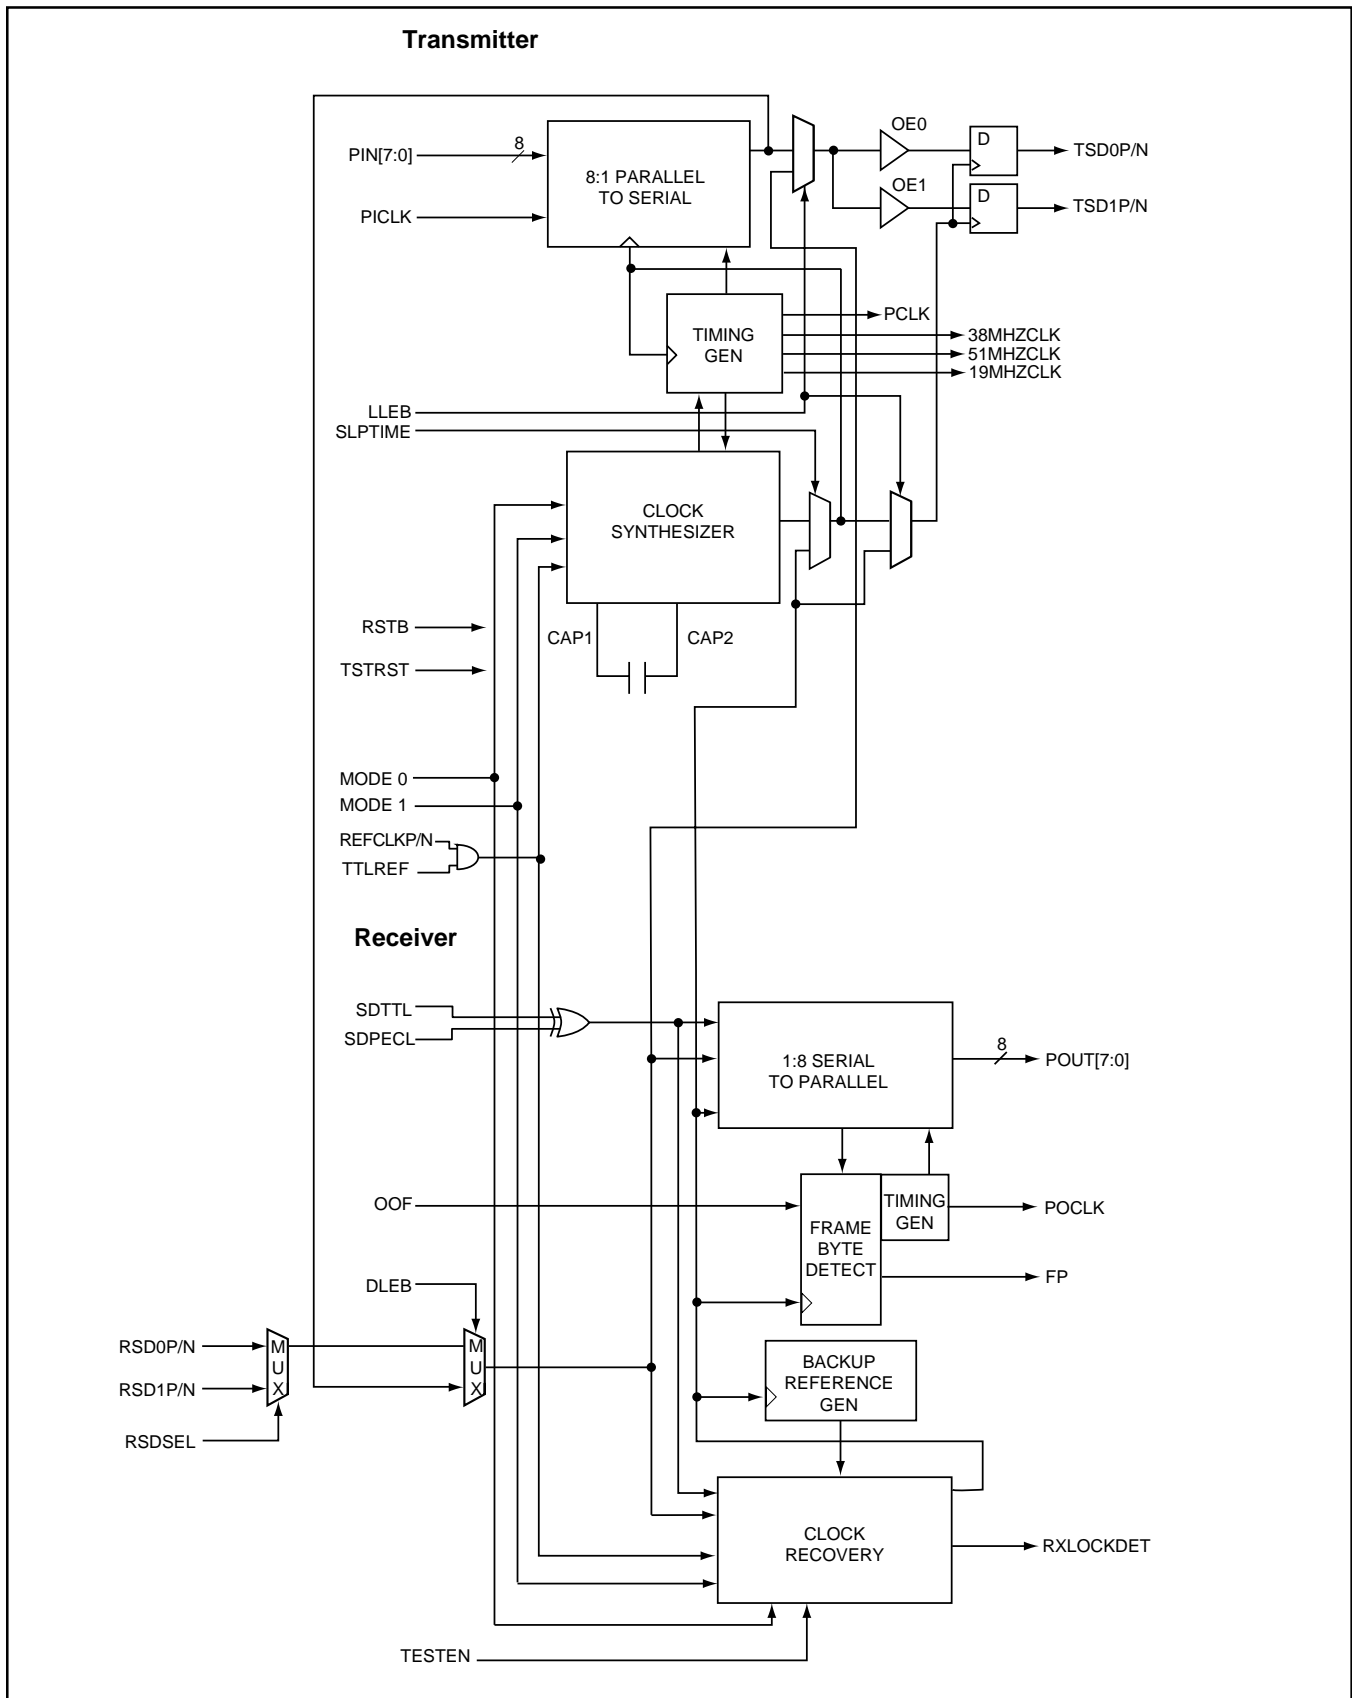 Transmitter
PIN[7:0]
8
PICLK
8:1 PARALLEL
TO SERIAL
OE0
D
TSD0P/N
OE1
D
TSD1P/N
TIMING
GEN
PCLK
38MHZCLK
51MHZCLK
19MHZCLK
LLEB
SLPTIME
CLOCK
SYNTHESIZER
RSTB
CAP1
CAP2
TSTRST
MODE 0
MODE 1
REFCLKP/N
TTLREF
Receiver
SDTTL
SDPECL
1:8 SERIAL
TO PARALLEL
8
POUT[7:0]
OOF
FRAME
BYTE
DETECT
TIMING
GEN
POCLK
FP
DLEB
RSD0P/N
RSD1P/N
MUX
MUX
RSDSEL
BACKUP
REFERENCE
GEN
CLOCK
RECOVERY
RXLOCKDET
TESTEN